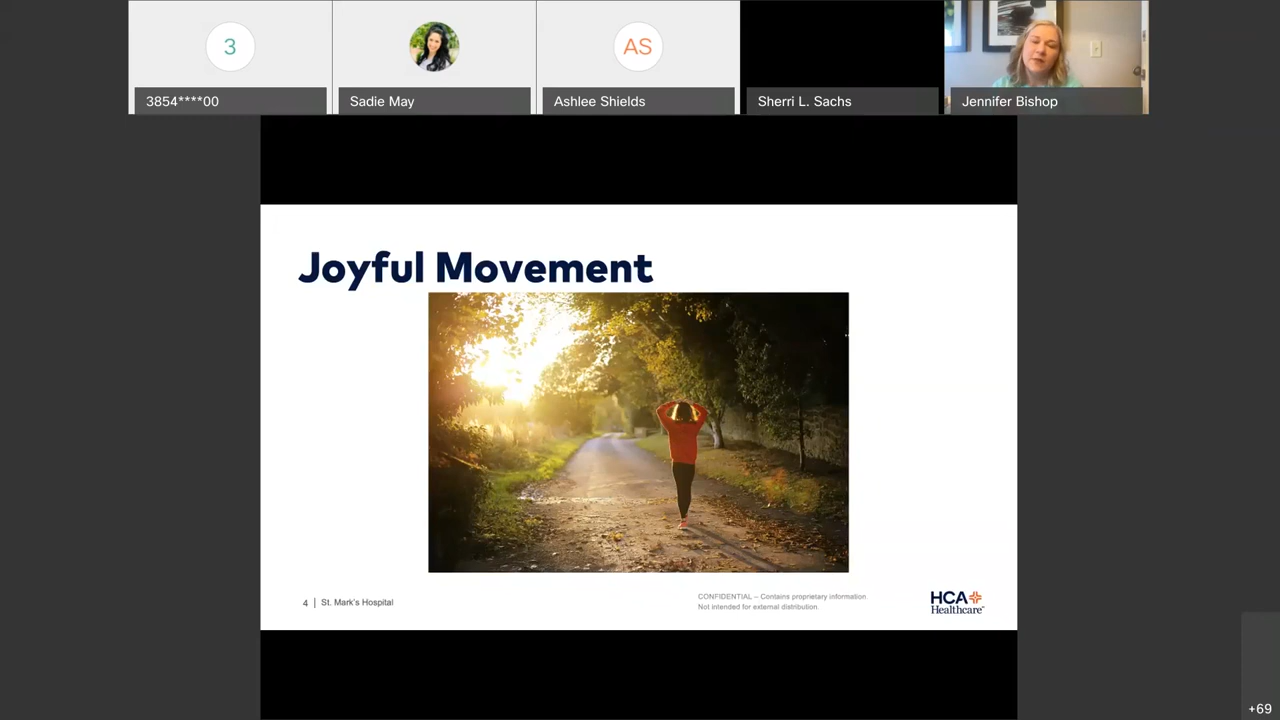 3
AS
3854****00
Sadie May
Ashlee Shields
Sherri L. Sachs
Jennifer Bishop
Joyful Movement
4 | St. Mark's Hospital
CONFIDENTIAL – Contains proprietary information.
Not intended for external distribution.
HCA
Healthcare™
+69